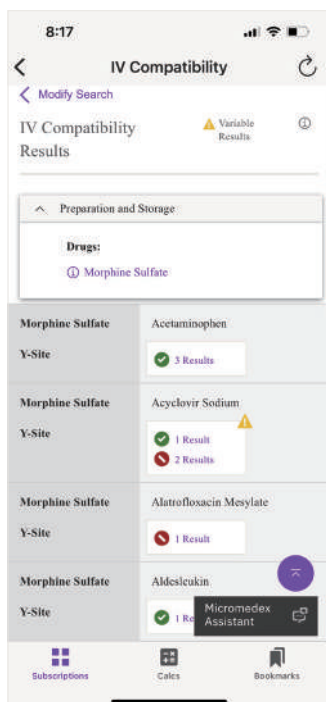 8:17
IV Compatibility
Modify Search
IV Compatibility
Results
Variable
Results
Preparation and Storage
Drugs:
Morphine Sulfate
Morphine Sulfate
Y-Site
Acetaminophen
3 Results
Morphine Sulfate
Y-Site
Acyclovir Sodium
1 Result
2 Results
Morphine Sulfate
Y-Site
Alatrofloxacin Mesylate
1 Result
Morphine Sulfate
Y-Site
Aldesleukin
1 Re
Micromedex
Assistant
Subscriptions
Calcs
Bookmarks